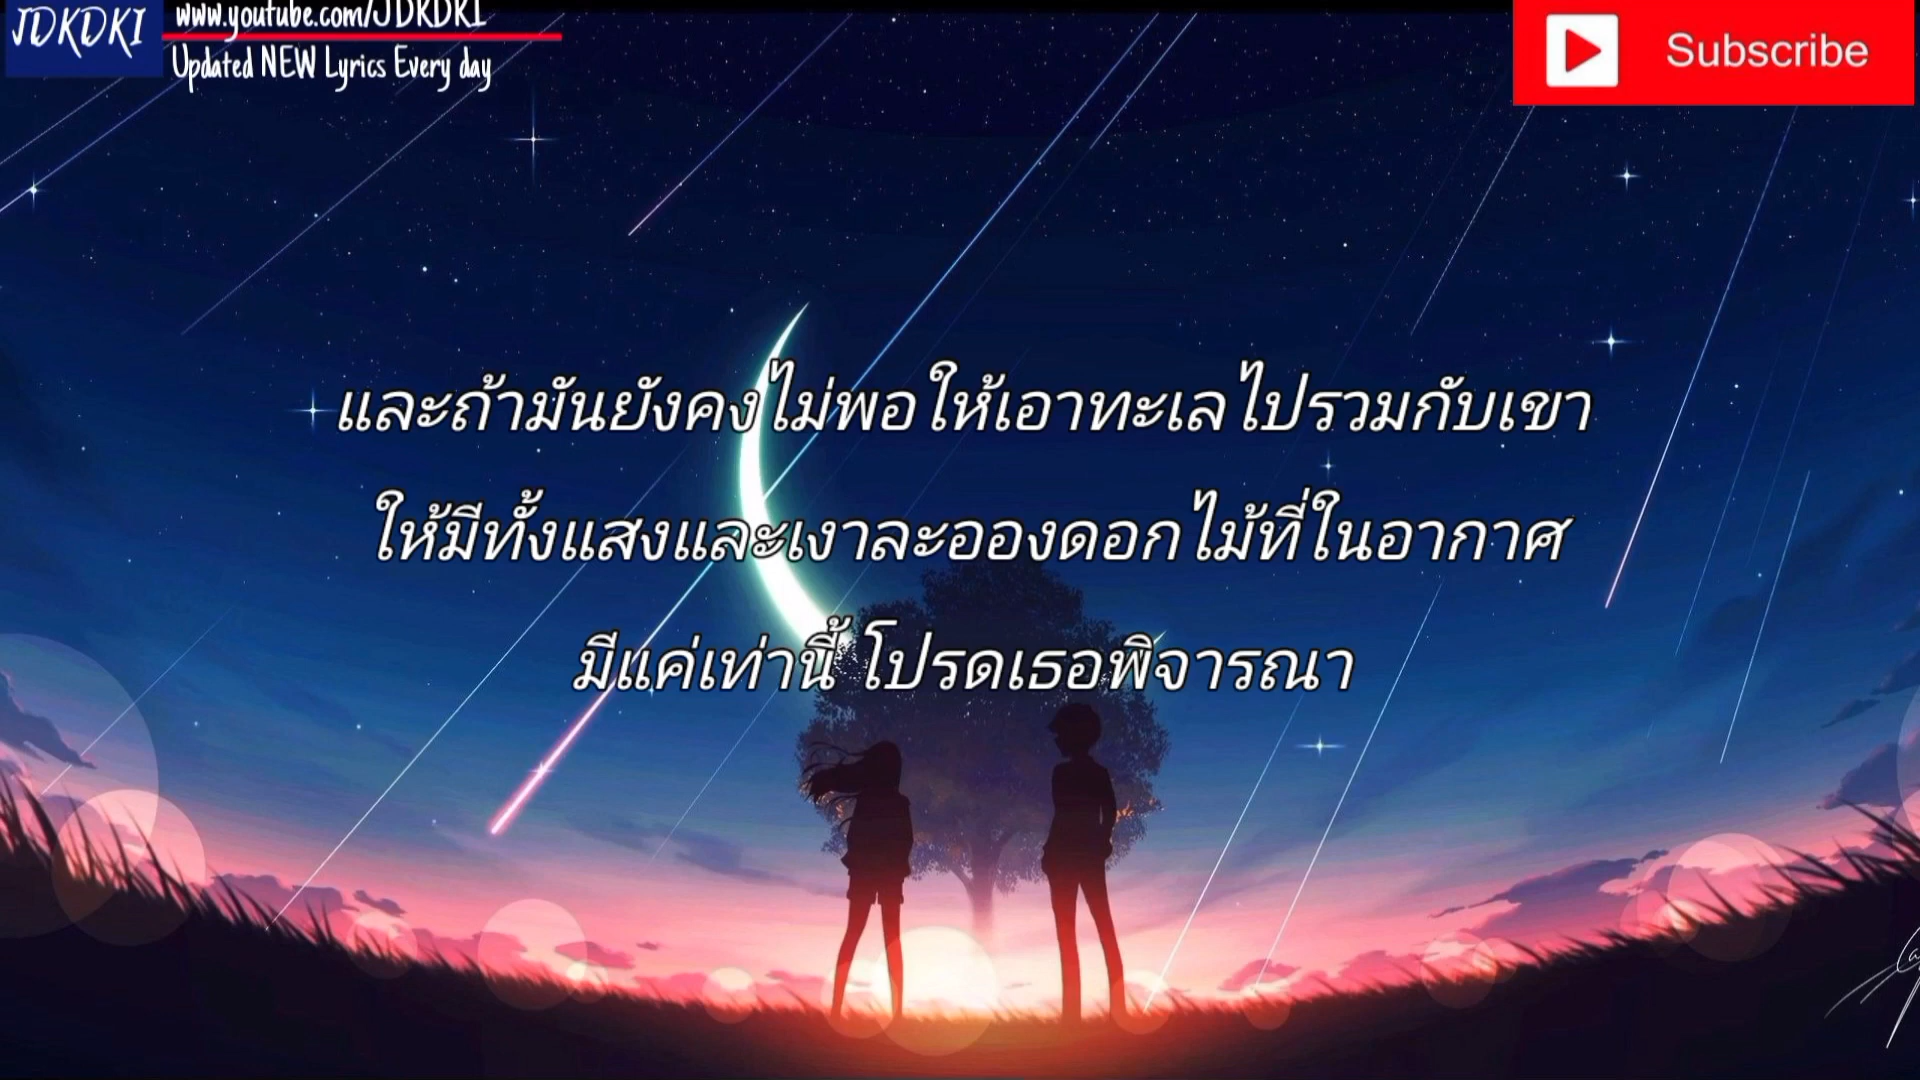 JDKDKI
www.youtube.com/JDKDKI
Updated NEW Lyrics Every day
Subscribe
และถ้ามันยังคงไม่พอให้เอาทะเลไปรวมกับเขา
ให้มีทั้งแสงและเงาละอองดอกไม้ที่ในอากาศ
มีแค่เท่านี้ โปรดเธอพิจารณา